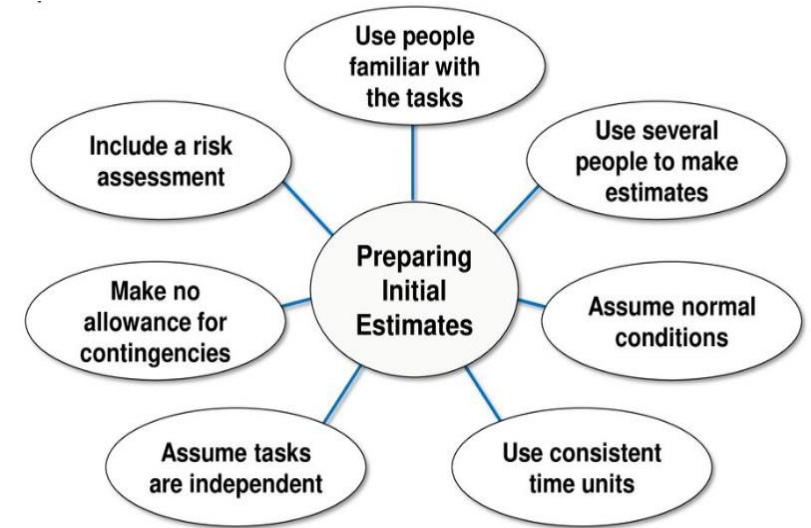 Use people
familiar with
the tasks
Include a risk
assessment
Use several
people to make
estimates
Preparing
Initial
Estimates
Make no
allowance for
contingencies
Assume normal
conditions
Assume tasks
are independent
Use consistent
time units